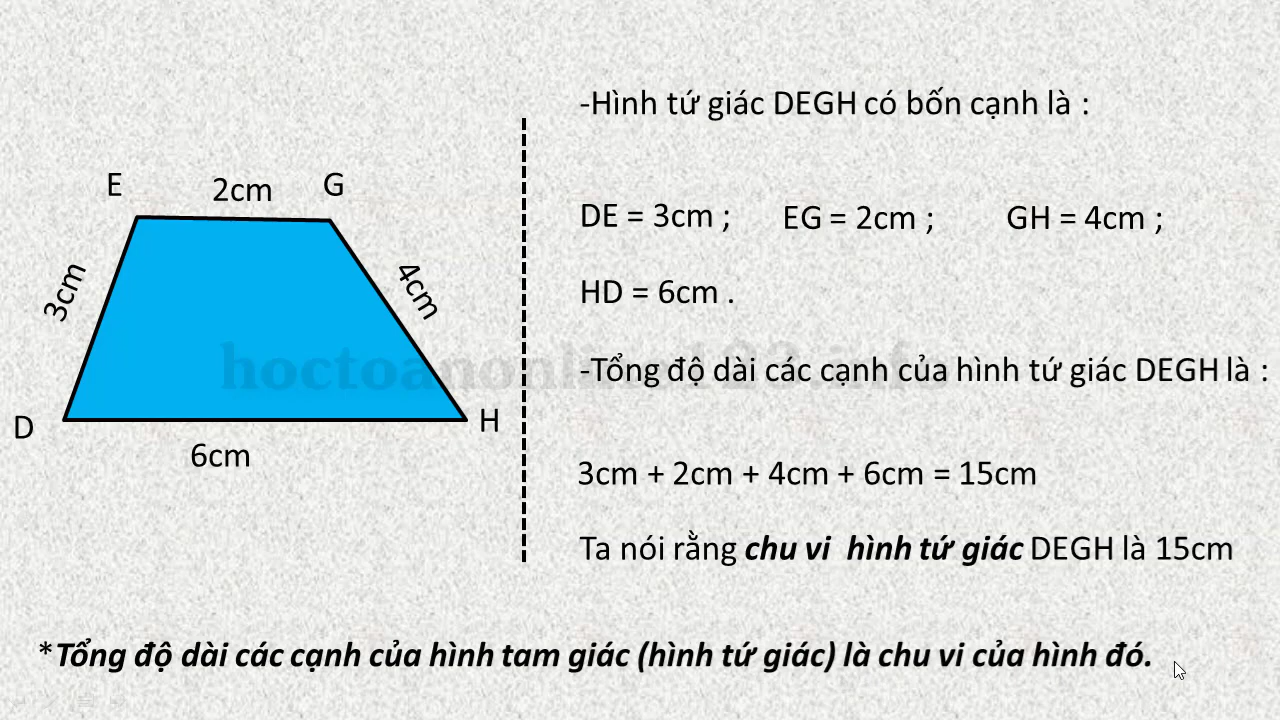 -Hình tứ giác DEGH có bốn cạnh là :
E 2cm G
3cm
4cm
D
H
6cm
DE = 3cm ; EG = 2cm ; GH = 4cm ;
HD = 6cm .
-Tổng độ dài các cạnh của hình tứ giác DEGH là :
3cm + 2cm + 4cm + 6cm = 15cm
Ta nói rằng chu vi hình tứ giác DEGH là 15cm
*Tổng độ dài các cạnh của hình tam giác (hình tứ giác) là chu vi của hình đó.